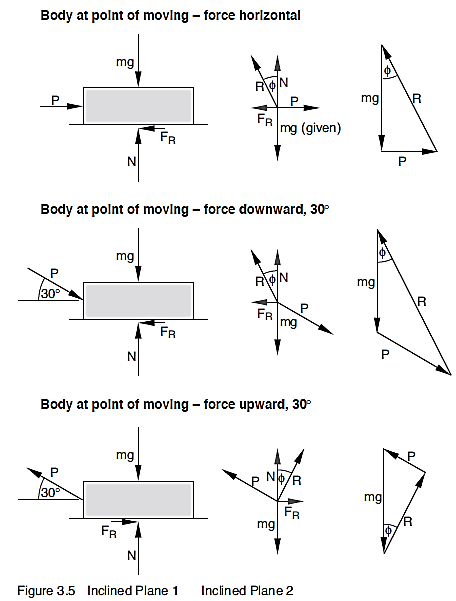 Body at point of moving – force horizontal
mg
P
F_R
N
R ϕ N
P
F_R
mg (given)
ϕ
mg
R
P
Body at point of moving – force downward, 30°
mg
P
30°
F_R
N
R ϕ N
P
F_R
mg
ϕ
mg
R
P
Body at point of moving – force upward, 30°
mg
P
30°
F_R
N
P N ϕ R
F_R
mg
P
mg
R
ϕ
Figure 3.5 Inclined Plane 1 Inclined Plane 2